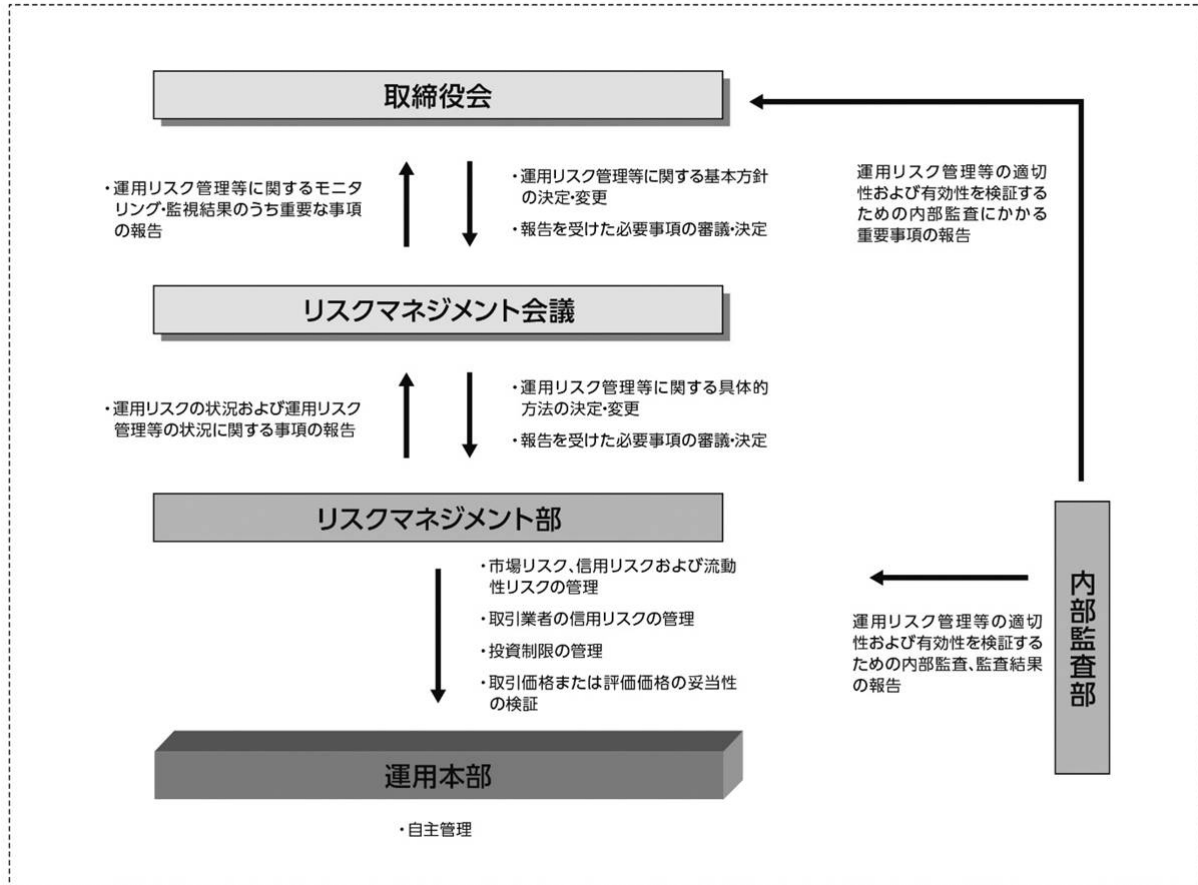 取締役会
・運用リスク管理等に関するモニタ
リング・監視結果のうち重要な事項
の報告
・運用リスク管理等に関する基本方針
の決定・変更
・報告を受けた必要事項の審議・決定
運用リスク管理等の適切
性および有効性を検証する
ための内部監査にかかる
重要事項の報告
リスクマネジメント会議
・運用リスクの状況および運用リスク
管理等の状況に関する事項の報告
・運用リスク管理等に関する具体的
方法の決定・変更
・報告を受けた必要事項の審議・決定
リスクマネジメント部
・市場リスク、信用リスクおよび流動
性リスクの管理
・取引業者の信用リスクの管理
・投資制限の管理
・取引価格または評価価格の妥当性
の検証
運用リスク管理等の適切
性および有効性を検証する
ための内部監査、監査結果
の報告
内部監査部
運用本部
・自主管理